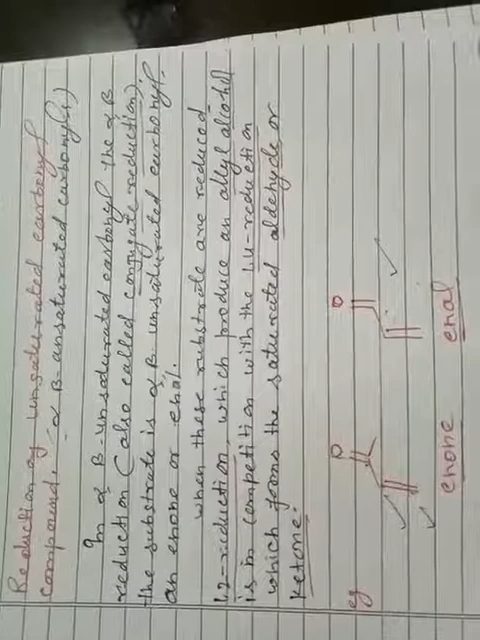 Reduction of unsaturated carbonyl
compound. (α B-unsaturated carbonyls)
In α B-unsaturated carbonyl the α B
reduction (also called conjugate reduction).
the substrate is α, B unsaturated carbonyl.
an enone or enal.
when these substrate are reduced
1,2-reduction, which produce an allyl alcohol
is in competition with the 1,4-reduction
which forms the saturated aldehyde or
ketone.
eg
O O
enone enal